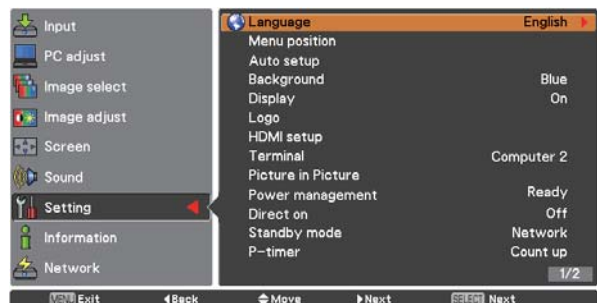 Input
PC adjust
Image select
Image adjust
Screen
Sound
Setting
Information
Network
Language English
Menu position
Auto setup
Background Blue
Display On
Logo
HDMI setup
Terminal Computer 2
Picture in Picture
Power management Ready
Direct on Off
Standby mode Network
P-timer Count up
1/2
MENU Exit Back Move Next SELECT Next